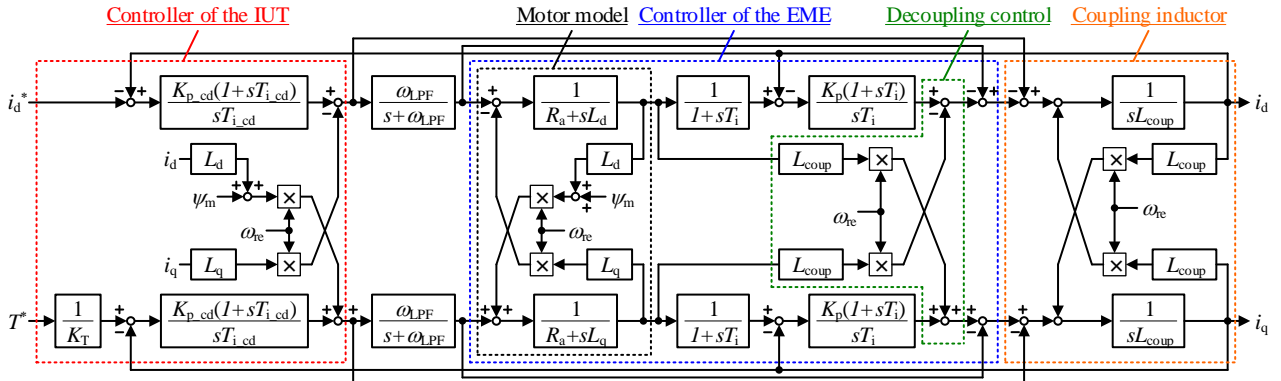 Controller of the IUT Motor model Controller of the EME Decoupling control Coupling inductor
i_d* − + K_p_cd(1+sT_i_cd) / sT_i_cd + − ω_LPF / s+ω_LPF + − 1 / R_a+sL_d 1 / 1+sT_i + − K_p(1+sT_i) / sT_i + − + − − + + 1 / sL_coup i_d
i_d L_d L_d L_coup × × L_coup
ψ_m + + × × + + ψ_m
ω_re ω_re ω_re ω_re
i_q L_q × × L_q L_coup × × L_coup
T* 1 / K_T + − K_p_cd(1+sT_i_cd) / sT_i_cd + + ω_LPF / s+ω_LPF + + 1 / R_a+sL_q 1 / 1+sT_i + − K_p(1+sT_i) / sT_i + + + − + − + − 1 / sL_coup i_q